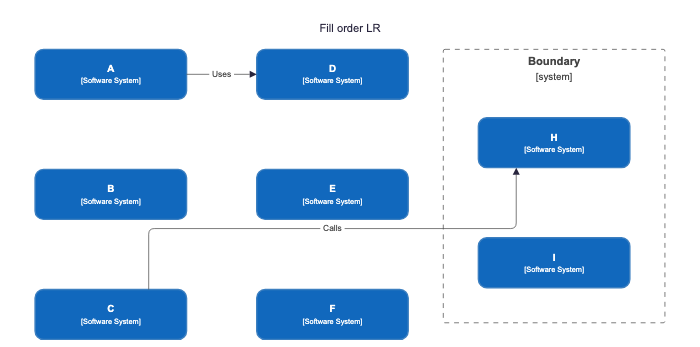 Fill order LR
A
[Software System]
Uses
D
[Software System]
Boundary
[system]
H
[Software System]
B
[Software System]
E
[Software System]
Calls
I
[Software System]
C
[Software System]
F
[Software System]